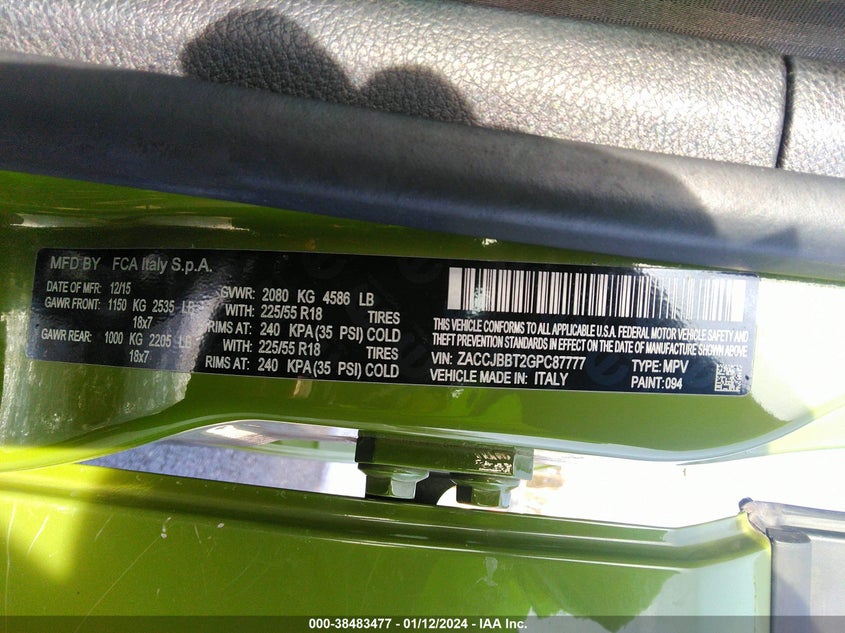 MFD BY FCA Italy S.p.A.
DATE OF MFR: 12/15 GVWR: 2080 KG 4586 LB
GAWR FRONT: 1150 KG 2535 LB WITH: 225/55 R18 TIRES
18x7 RIMS AT: 240 KPA(35 PSI) COLD
GAWR REAR: 1000 KG 2205 LB WITH: 225/55 R18 TIRES
18x7 RIMS AT: 240 KPA(35 PSI) COLD
THIS VEHICLE CONFORMS TO ALL APPLICABLE U.S.A. FEDERAL MOTOR VEHICLE SAFETY AND
THEFT PREVENTION STANDARDS IN EFFECT ON THE DATE OF MANUFACTURE SHOWN ABOVE.
VIN: ZACCJBBT2GPC87777 TYPE: MPV
VEHICLE MADE IN: ITALY PAINT: 094
000-38483477 - 01/12/2024 - IAA Inc.